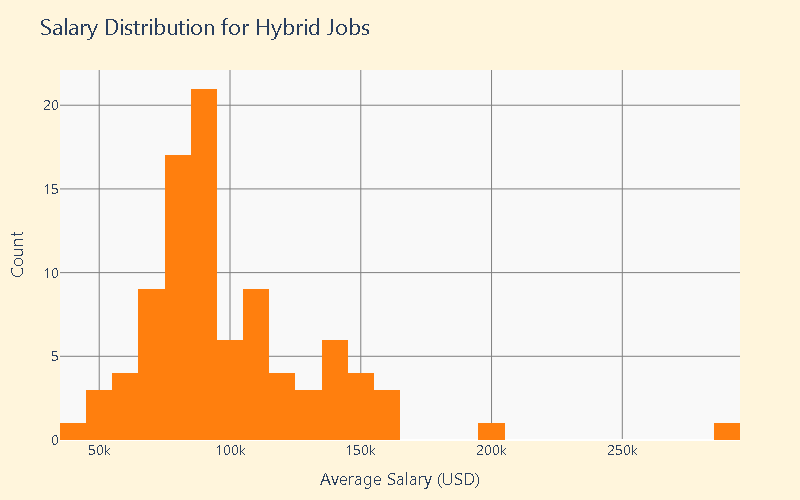 Salary Distribution for Hybrid Jobs
20
15
10
5
0
Count
50k
100k
150k
200k
250k
Average Salary (USD)